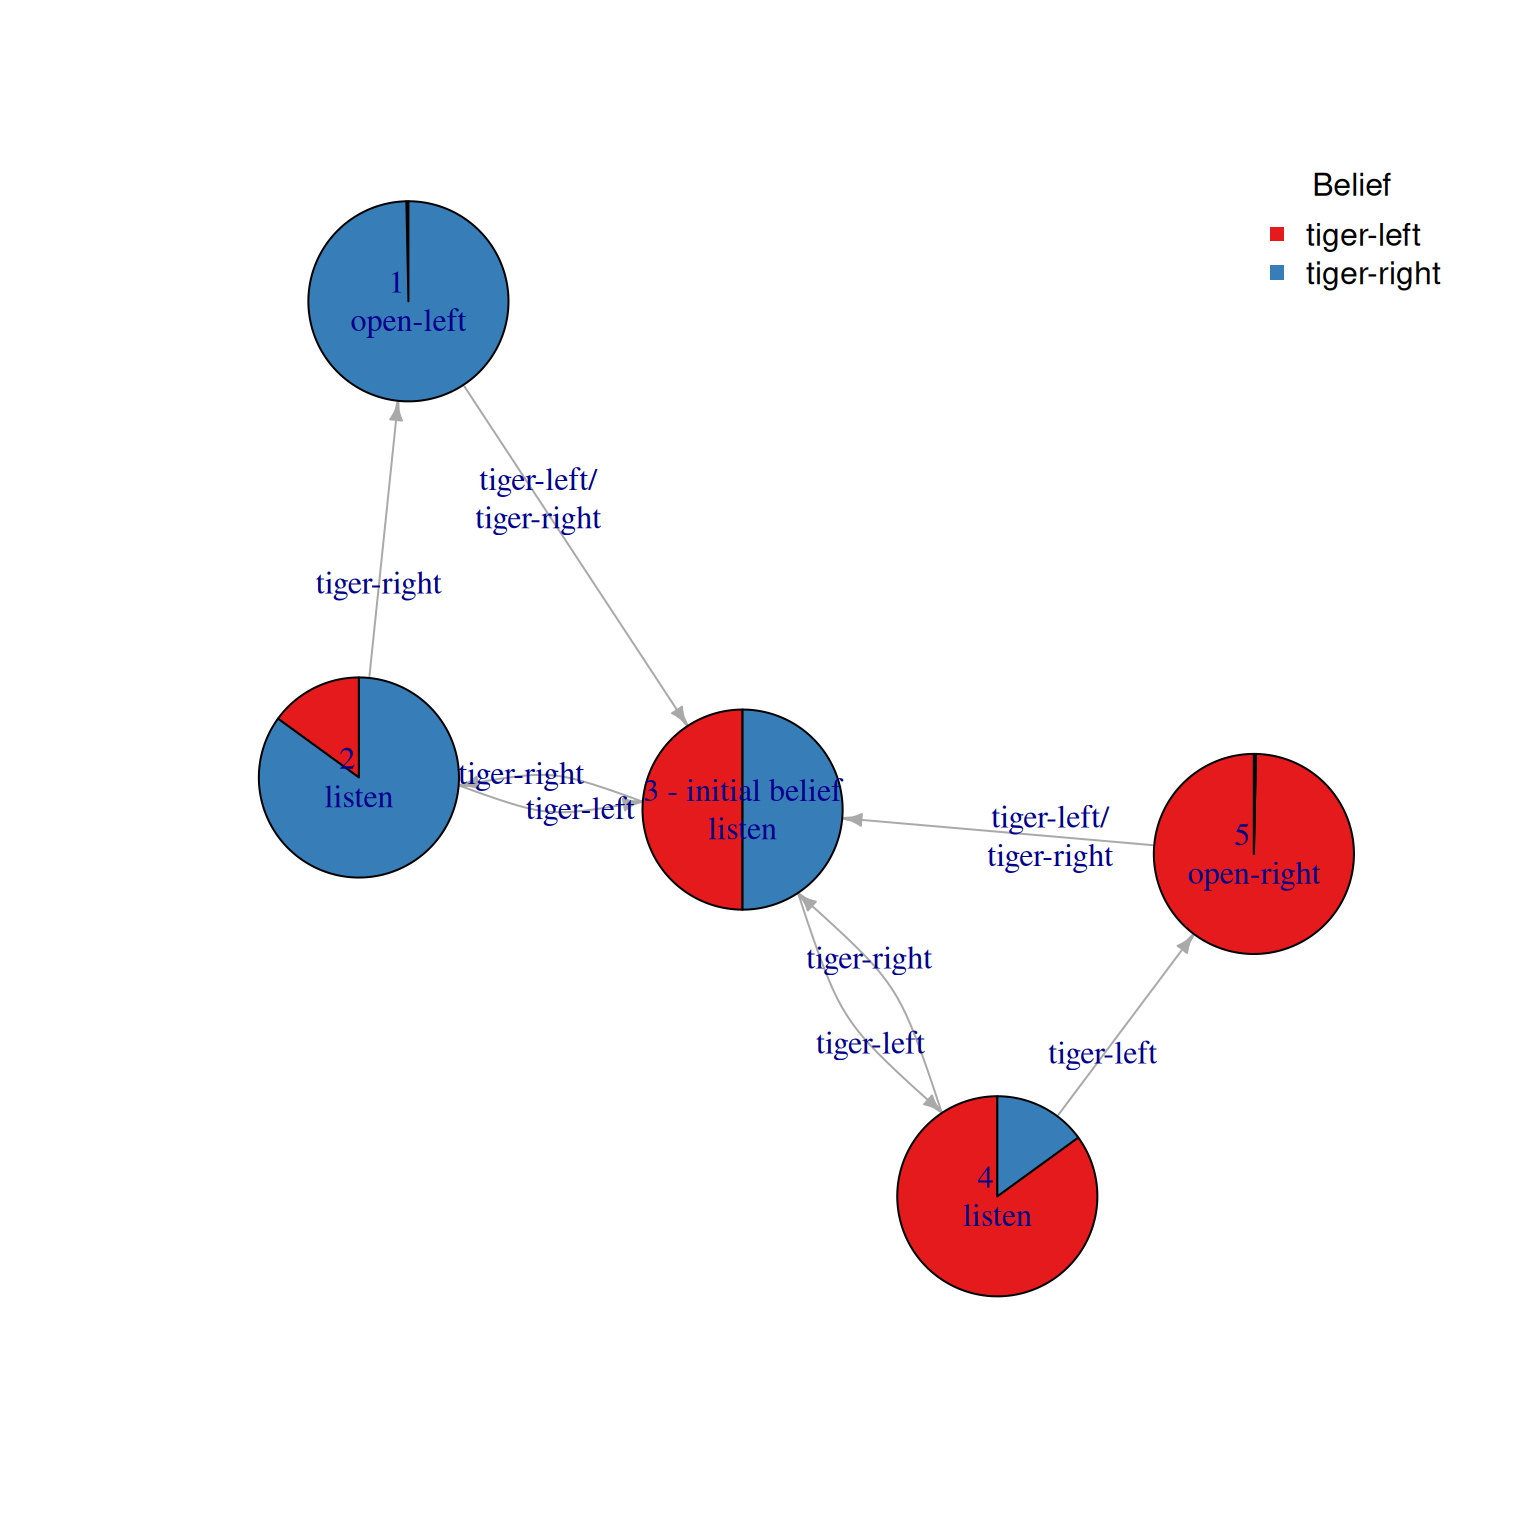 Belief
tiger-left
tiger-right
1
open-left
tiger-left/
tiger-right
tiger-right
2
listen
tiger-right
tiger-left
3 - initial belief
listen
tiger-left/
tiger-right
5
open-right
tiger-right
tiger-left
tiger-left
4
listen